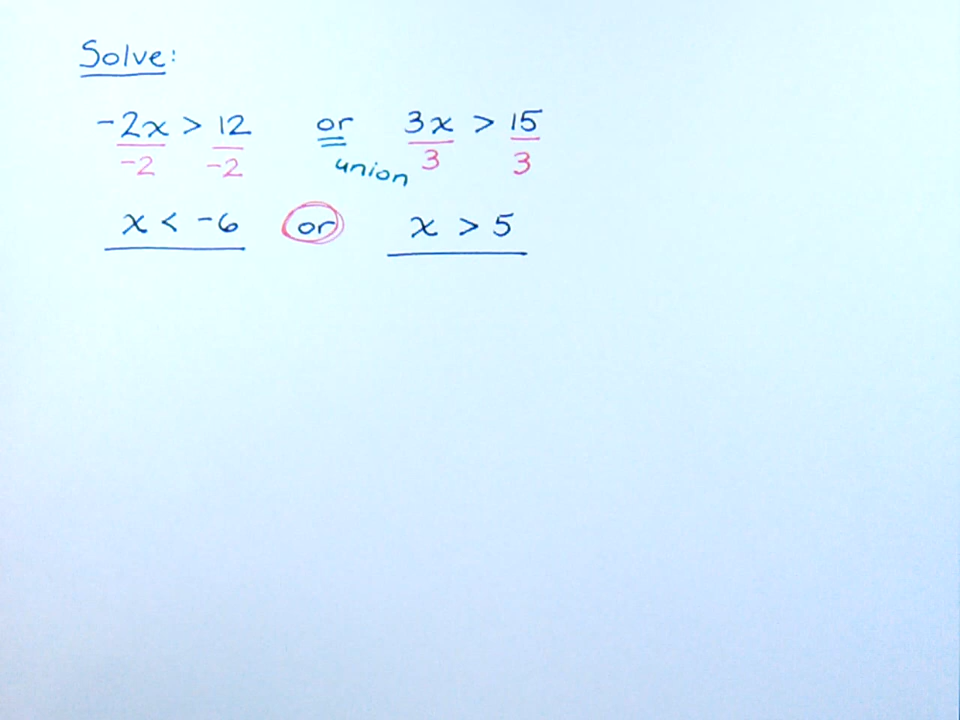 Solve:
-2x > 12 or 3x > 15
-2 -2 union 3 3
x < -6 or x > 5